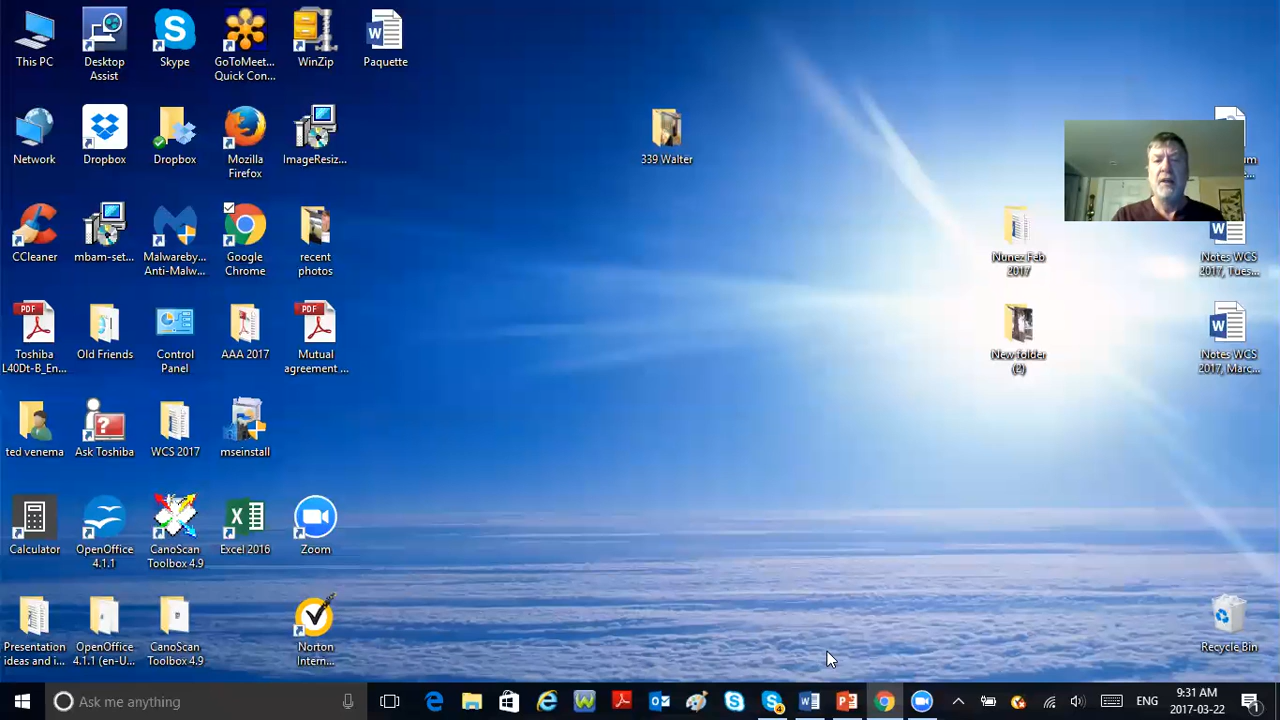 This PC
Desktop
Assist
Skype
GoToMeet...
Quick Con...
WinZip
Paquette
Network
Dropbox
Dropbox
Mozilla
Firefox
ImageResiz...
339 Walter
CCleaner
mbam-set...
Malwareby...
Anti-Malw...
Google
Chrome
recent
photos
Nunez Feb
2017
Notes WCS
2017, Tues...
PDF
Toshiba
L40Dt-B_En...
Old Friends
Control
Panel
AAA 2017
PDF
Mutual
agreement ...
New folder
(2)
Notes WCS
2017, Marc...
ted venema
Ask Toshiba
WCS 2017
mseinstall
Calculator
OpenOffice
4.1.1
CanoScan
Toolbox 4.9
Excel 2016
Zoom
Presentation
ideas and i...
OpenOffice
4.1.1 (en-U...
CanoScan
Toolbox 4.9
Norton
Intern...
Recycle Bin
Ask me anything
4
ENG
9:31 AM
2017-03-22
1